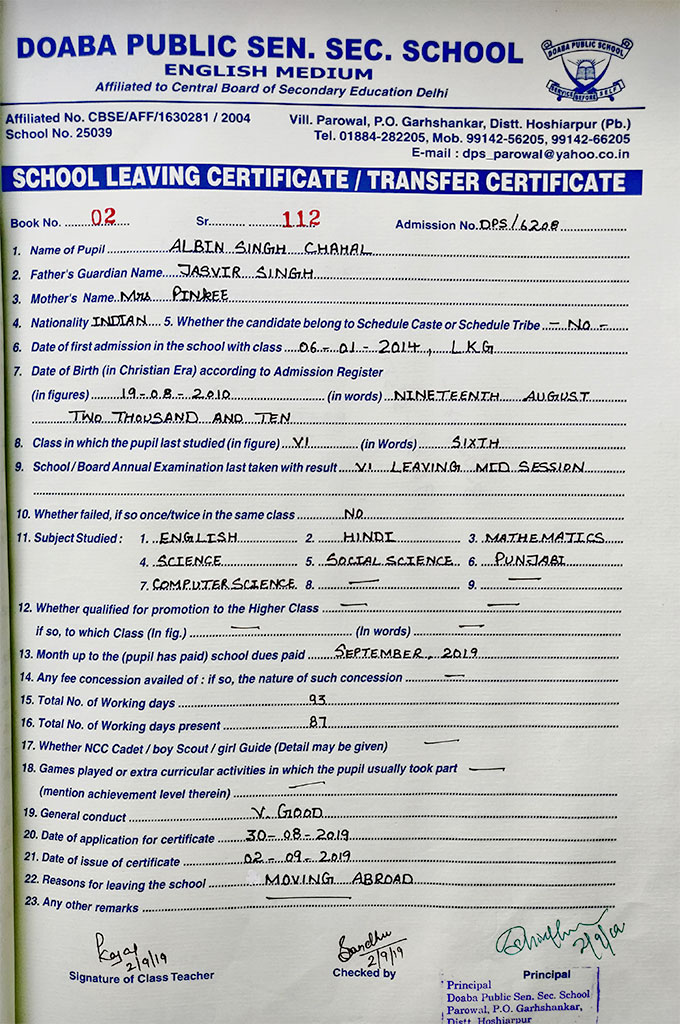 DOABA PUBLIC SEN. SEC. SCHOOL
DOABA PUBLIC SCHOOL
SERVICE BEFORE SELF
ENGLISH MEDIUM
Affiliated to Central Board of Secondary Education Delhi
Affiliated No. CBSE/AFF/1630281 / 2004
School No. 25039
Vill. Parowal, P.O. Garhshankar, Distt. Hoshiarpur (Pb.)
Tel. 01884-282205, Mob. 99142-56205, 99142-66205
E-mail : dps_parowal@yahoo.co.in
SCHOOL LEAVING CERTIFICATE / TRANSFER CERTIFICATE
Book No. 02 Sr. 112 Admission No. DPS/6208
1. Name of Pupil ALBIN SINGH CHAHAL
2. Father's Guardian Name JASVIR SINGH
3. Mother's Name Mrs PINKEE
4. Nationality INDIAN 5. Whether the candidate belong to Schedule Caste or Schedule Tribe - No -
6. Date of first admission in the school with class 06-01-2014, LKG
7. Date of Birth (in Christian Era) according to Admission Register
(in figures) 19-08-2010 (in words) NINETEENTH AUGUST
TWO THOUSAND AND TEN
8. Class in which the pupil last studied (in figure) VI (in Words) SIXTH
9. School / Board Annual Examination last taken with result VI LEAVING MID SESSION
10. Whether failed, if so once/twice in the same class NO
11. Subject Studied : 1. ENGLISH 2. HINDI 3. MATHEMATICS
4. SCIENCE 5. SOCIAL SCIENCE 6. PUNJABI
7. COMPUTER SCIENCE 8. — 9. —
12. Whether qualified for promotion to the Higher Class — —
if so, to which Class (In fig.) — (In words) —
13. Month up to the (pupil has paid) school dues paid SEPTEMBER, 2019
14. Any fee concession availed of : if so, the nature of such concession —
15. Total No. of Working days 93
16. Total No. of Working days present 87
17. Whether NCC Cadet / boy Scout / girl Guide (Detail may be given) —
18. Games played or extra curricular activities in which the pupil usually took part —
(mention achievement level therein) —
19. General conduct V. GOOD
20. Date of application for certificate 30-08-2019
21. Date of issue of certificate 02-09-2019
22. Reasons for leaving the school MOVING ABROAD
23. Any other remarks —
2/9/19
Signature of Class Teacher
Sandhu
2/9/19
Checked by
2/9/19
Principal
Principal
Doaba Public Sen. Sec. School
Parowal, P.O. Garhshankar,
Distt. Hoshiarpur